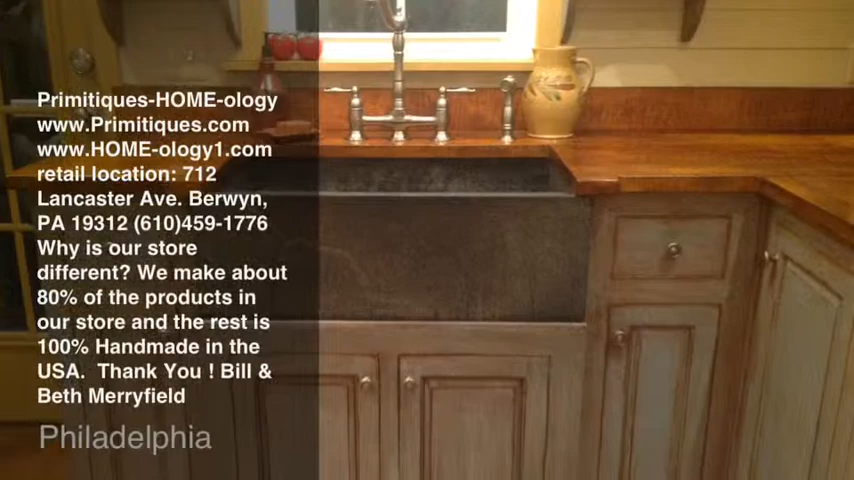 Primitiques-HOME-ology
www.Primitiques.com
www.HOME-ology1.com
retail location: 712
Lancaster Ave. Berwyn,
PA 19312 (610)459-1776
Why is our store
different? We make about
80% of the products in
our store and the rest is
100% Handmade in the
USA. Thank You ! Bill &
Beth Merryfield
Philadelphia